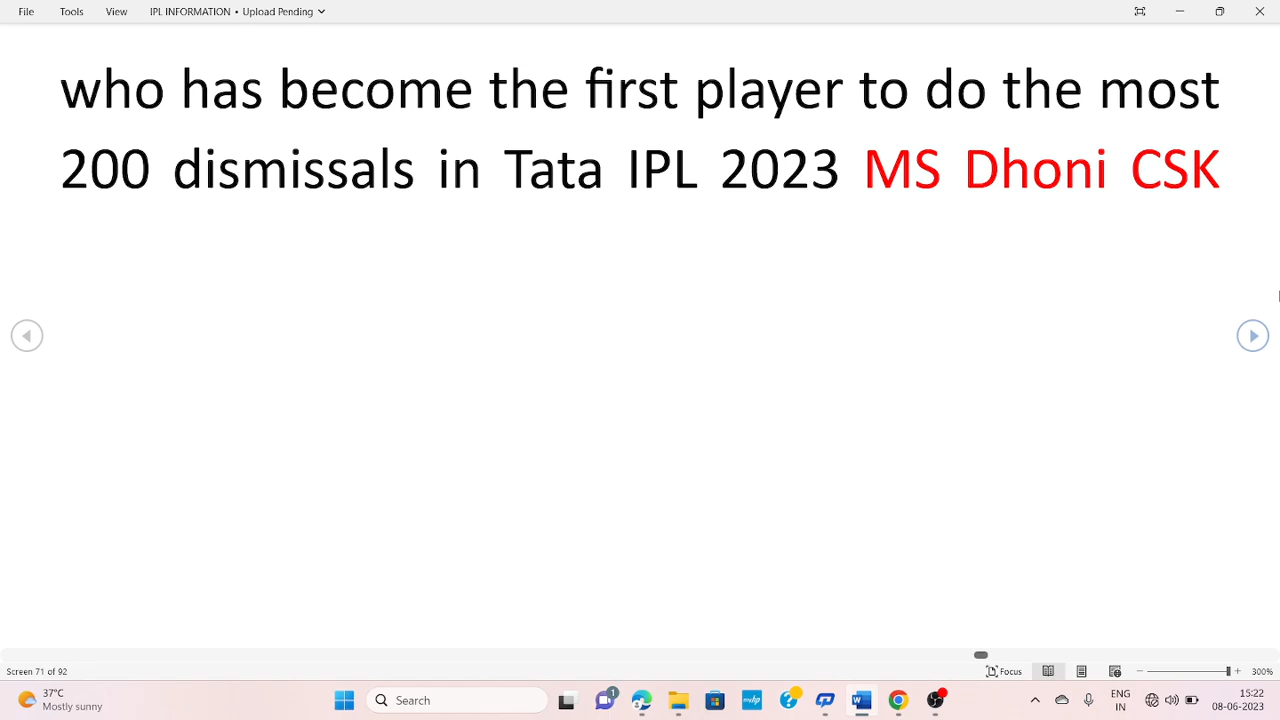 File Tools View IPL INFORMATION • Upload Pending
who has become the first player to do the most
200 dismissals in Tata IPL 2023 MS Dhoni CSK
Screen 71 of 92
Focus
300%
37°C
Mostly sunny
Search
1
myhp
ENG
IN
15:22
08-06-2023